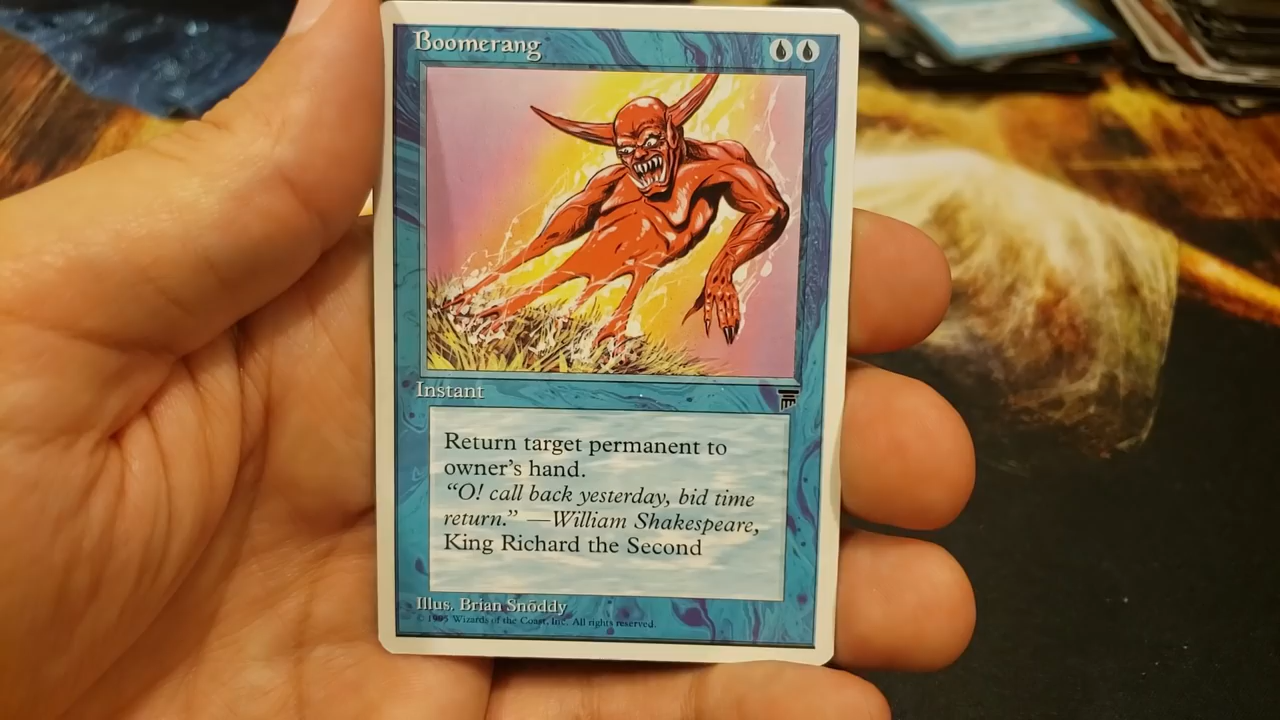 Boomerang
Instant
Return target permanent to
owner's hand.
"O! call back yesterday, bid time
return." —William Shakespeare,
King Richard the Second
Illus. Brian Snōddy
© 1995 Wizards of the Coast, Inc. All rights reserved.